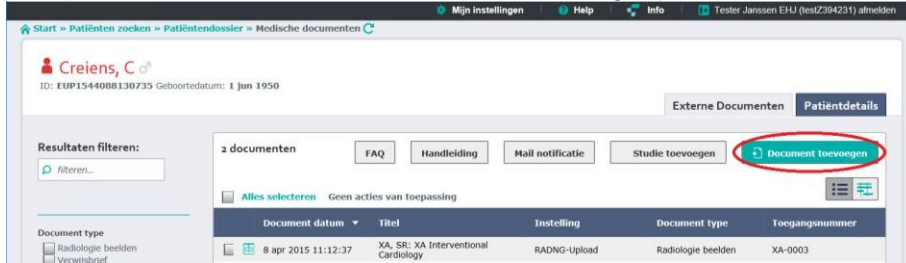 Mijn instellingen Help Info Tester Janssen EHJ (testZ394231) afmelden
Start » Patiënten zoeken » Patiëntendossier » Medische documenten
Creiens, C
ID: EUP1544088130735 Geboortedatum: 1 jun 1950
Externe Documenten Patiëntdetails
Resultaten filteren:
filteren...
2 documenten FAQ Handleiding Mail notificatie Studie toevoegen Document toevoegen
Alles selecteren Geen acties van toepassing
Document datum Titel Instelling Document type Toegangsnummer
8 apr 2015 11:12:37 XA, SR: XA Interventional Cardiology RADNG-Upload Radiologie beelden XA-0003
Document type
Radiologie beelden
Verwijsbrief